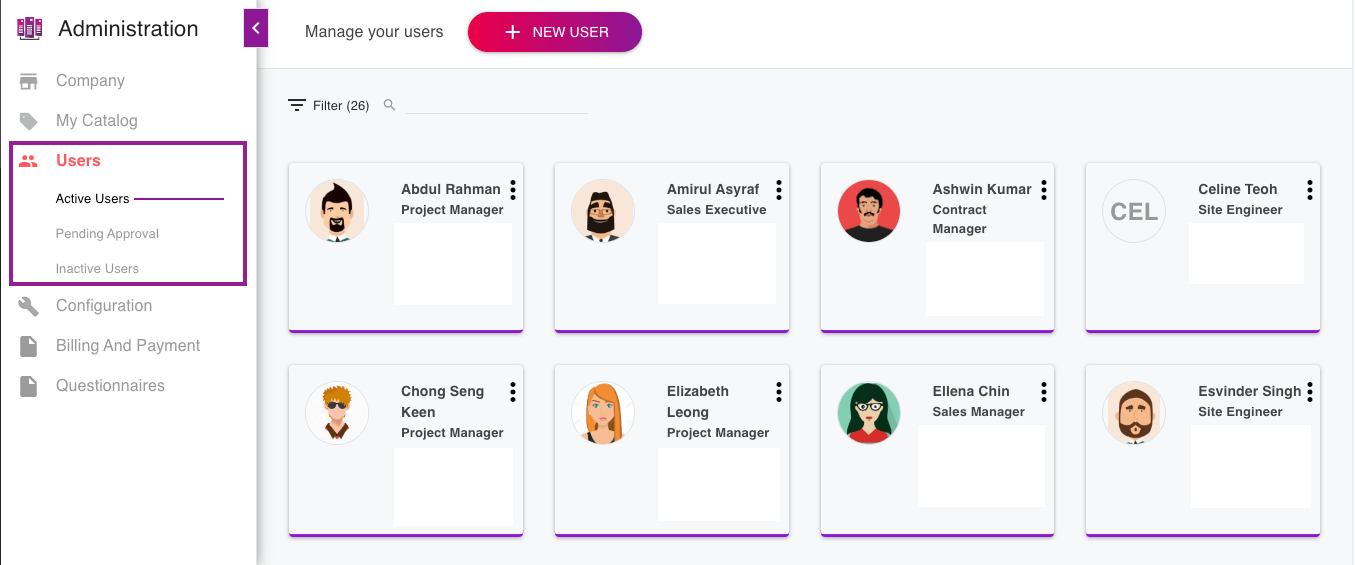 Administration
Company
My Catalog
Users
Active Users
Pending Approval
Inactive Users
Configuration
Billing And Payment
Questionnaires
Manage your users
+ NEW USER
Filter (26)
Abdul Rahman
Project Manager
Amirul Asyraf
Sales Executive
Ashwin Kumar
Contract
Manager
CEL
Celine Teoh
Site Engineer
Chong Seng
Keen
Project Manager
Elizabeth
Leong
Project Manager
Ellena Chin
Sales Manager
Esvinder Singh
Site Engineer